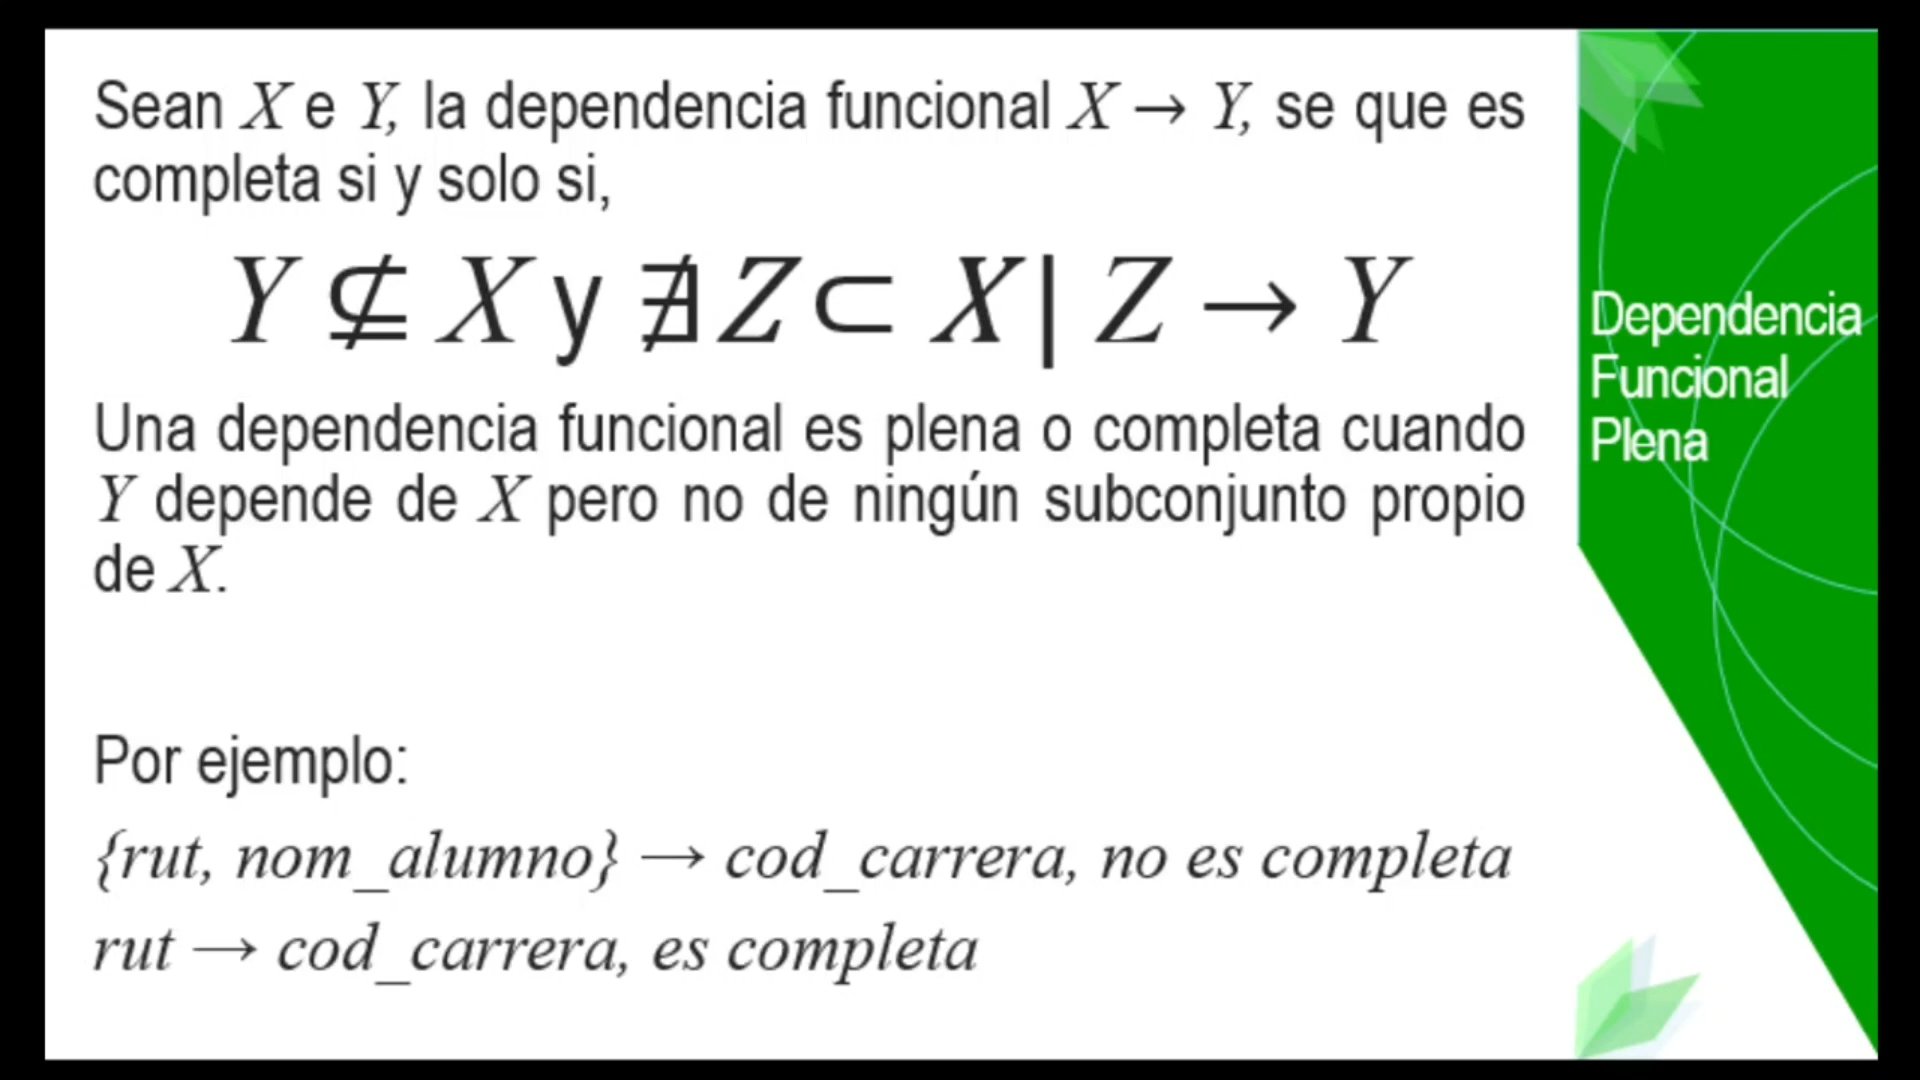 Sean X e Y, la dependencia funcional X → Y, se que es
completa si y solo si,
Y ⊈ X y ∄ Z ⊂ X | Z → Y
Una dependencia funcional es plena o completa cuando
Y depende de X pero no de ningún subconjunto propio
de X.
Por ejemplo:
{rut, nom_alumno} → cod_carrera, no es completa
rut → cod_carrera, es completa
Dependencia
Funcional
Plena